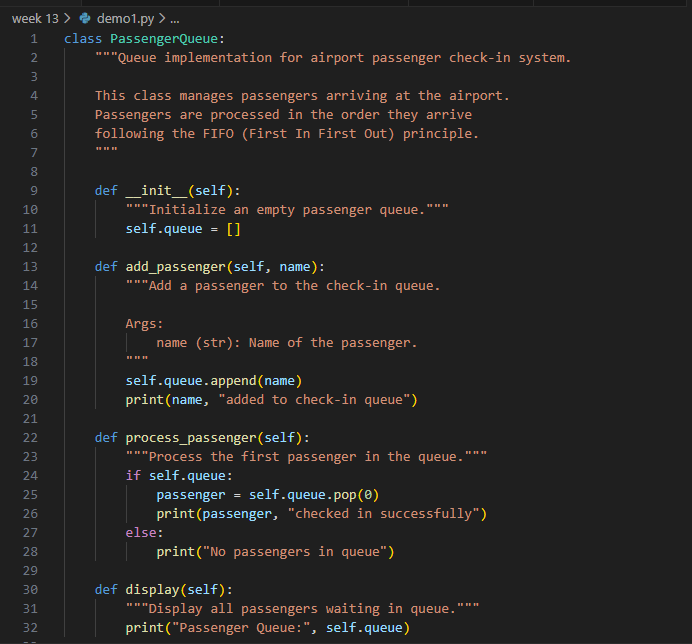 week 13 > demo1.py > ...
1 class PassengerQueue:
2     """Queue implementation for airport passenger check-in system.
3
4     This class manages passengers arriving at the airport.
5     Passengers are processed in the order they arrive
6     following the FIFO (First In First Out) principle.
7     """
8
9     def __init__(self):
10         """Initialize an empty passenger queue."""
11         self.queue = []
12
13     def add_passenger(self, name):
14         """Add a passenger to the check-in queue.
15
16         Args:
17             name (str): Name of the passenger.
18         """
19         self.queue.append(name)
20         print(name, "added to check-in queue")
21
22     def process_passenger(self):
23         """Process the first passenger in the queue."""
24         if self.queue:
25             passenger = self.queue.pop(0)
26             print(passenger, "checked in successfully")
27         else:
28             print("No passengers in queue")
29
30     def display(self):
31         """Display all passengers waiting in queue."""
32         print("Passenger Queue:", self.queue)